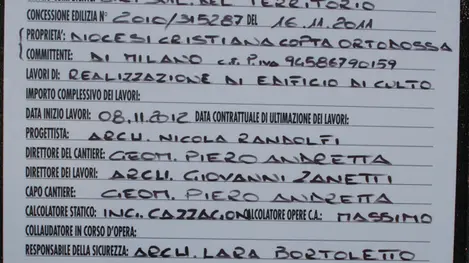 DEL TERRITORIO
CONCESSIONE EDILIZIA N° 2010/315287 DEL 16.11.2011
PROPRIETA': DIOCESI CRISTIANA COPTA ORTODOSSA
COMMITTENTE: DI MILANO C.F. P.IVA 94586790159
LAVORI DI: REALIZZAZIONE DI EDIFICIO DI CULTO
IMPORTO COMPLESSIVO DEI LAVORI:
DATA INIZIO LAVORI: 08.11.2012 DATA CONTRATTUALE DI ULTIMAZIONE DEI LAVORI:
PROGETTISTA: ARCH. NICOLA RANDOLFI
DIRETTORE DEL CANTIERE: GEOM. PIERO ANDRETTA
DIRETTORE DEI LAVORI: ARCH. GIOVANNI ZANETTI
CAPO CANTIERE: GEOM. PIERO ANDRETTA
CALCOLATORE STATICO: ING. CAZZAGON CALCOLATORE OPERE C.A.: MASSIMO
COLLAUDATORE IN CORSO D'OPERA:
RESPONSABILE DELLA SICUREZZA: ARCH. LARA BORTOLETTO